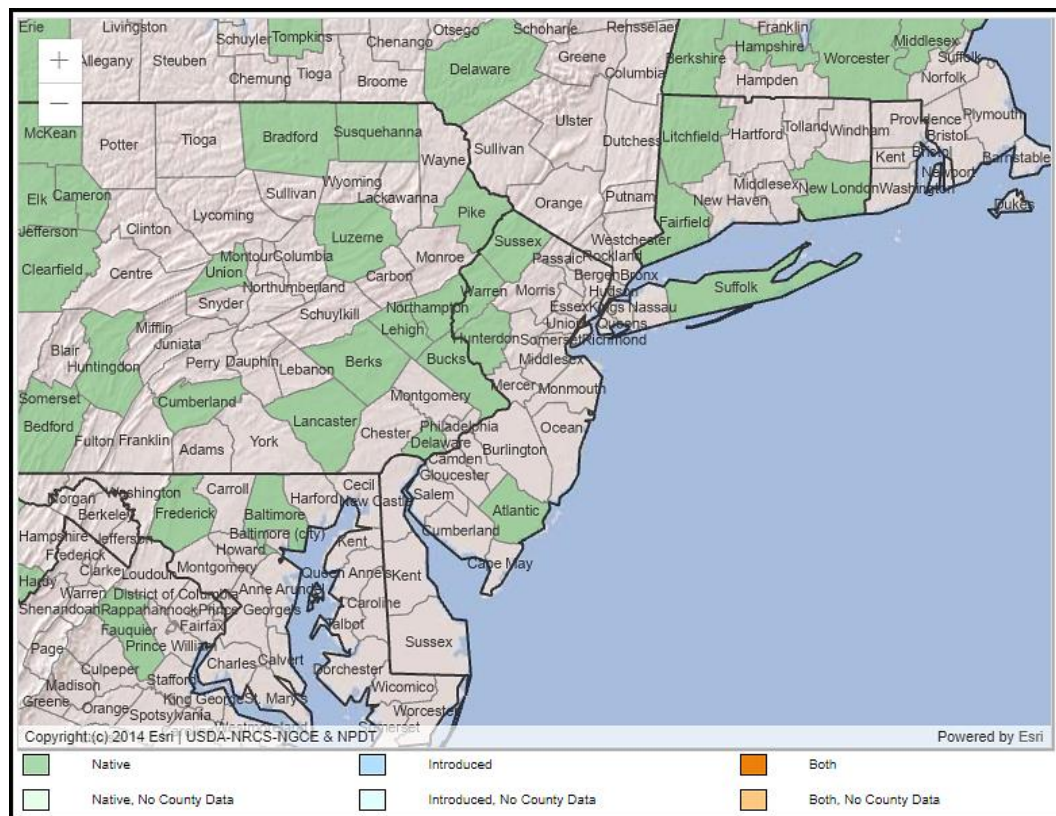 Erie Livingston Schuyler Tompkins Chenango Otsego Schoharie Rensselaer Franklin Middlesex
+ Allegany Steuben Chemung Tioga Broome Delaware Greene Columbia Berkshire Hampshire Worcester Suffolk
− Hampden Norfolk
McKean Potter Tioga Bradford Susquehanna Ulster Dutchess Litchfield Hartford Tolland Windham Providence Plymouth
Wayne Sullivan Bristol
Elk Cameron Sullivan Wyoming Lackawanna Putnam Middlesex New London Kent Bristol Barnstable
Lycoming Pike Orange New Haven Washington Newport
Jefferson Clinton Luzerne Sussex Westchester Fairfield Dukes
Clearfield Centre Union Montour Columbia Monroe Passaic Rockland
Northumberland Carbon Warren Morris Bergen Bronx Suffolk
Snyder Schuylkill Northampton Essex Hudson Kings Nassau
Mifflin Lehigh Hunterdon Union Queens
Blair Juniata Somerset Richmond
Huntingdon Perry Dauphin Lebanon Berks Bucks Middlesex
Somerset Cumberland Montgomery Mercer Monmouth
Bedford Lancaster Philadelphia Ocean
Fulton Franklin Adams York Chester Delaware Burlington
Camden
Gloucester
Morgan Washington Carroll Harford Cecil New Castle Salem
Berkeley Frederick Baltimore Atlantic
Hampshire Jefferson Baltimore (city) Kent Cumberland
Frederick Howard
Hardy Clarke Loudoun Montgomery Queen Anne's Kent Cape May
Warren District of Columbia Anne Arundel
Shenandoah Rappahannock Prince George's Caroline
Fauquier Fairfax Talbot
Page Prince William Sussex
Culpeper Charles Calvert Dorchester
Madison Stafford Wicomico
Greene Orange King George St. Mary's
Spotsylvania Westmoreland Somerset Worcester
Copyright:(c) 2014 Esri | USDA-NRCS-NGCE & NPDT Powered by Esri
Native Introduced Both
Native, No County Data Introduced, No County Data Both, No County Data